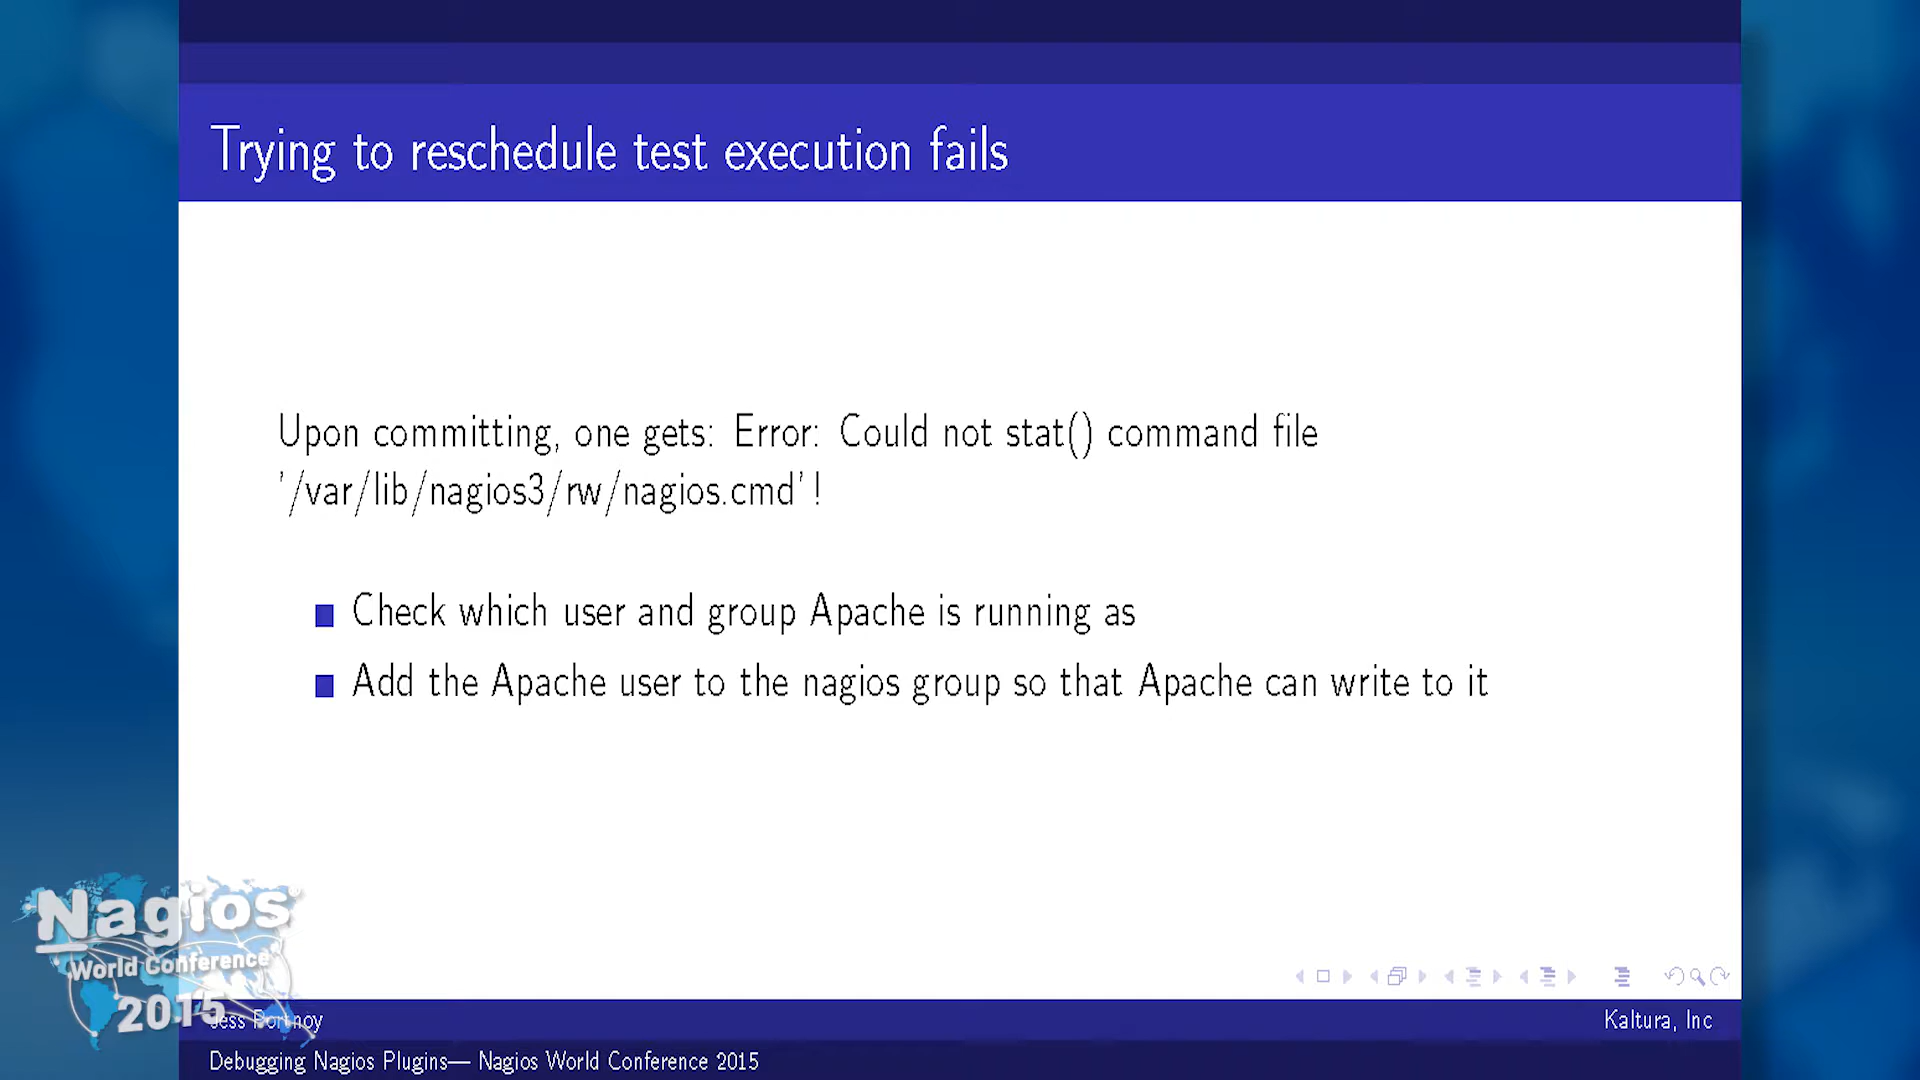 Trying to reschedule test execution fails
Upon committing, one gets: Error: Could not stat() command file
'/var/lib/nagios3/rw/nagios.cmd'!
Check which user and group Apache is running as
Add the Apache user to the nagios group so that Apache can write to it
Nagios
World Conference
2015
Jess Portnoy
Kaltura, Inc
Debugging Nagios Plugins— Nagios World Conference 2015